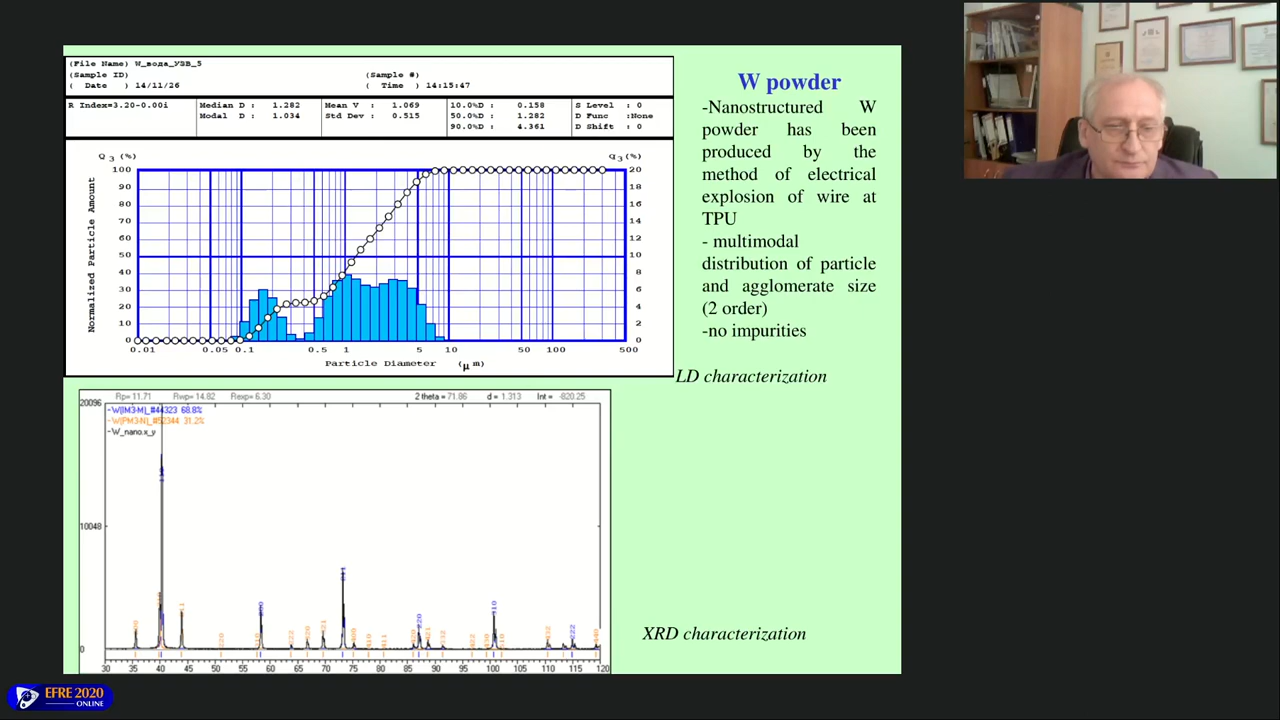 (File Name) W_вода_УЗВ_5
(Sample ID) (Sample #)
( Date ) 14/11/26 ( Time ) 14:15:47
R Index=3.20-0.00i Median D : 1.282 Mean V : 1.069 10.0%D : 0.158 S Level : 0
Modal D : 1.034 Std Dev : 0.515 50.0%D : 1.282 D Func :None
90.0%D : 4.361 D Shift : 0
Q3(%) q3(%)
100 20
90 18
80 16
70 14
60 12
50 10
40 8
30 6
20 4
10 2
0 0
Normalized Particle Amount
0.01 0.05 0.1 0.5 1 5 10 50 100 500
Particle Diameter (μm)
W powder
-Nanostructured W
powder has been
produced by the
method of electrical
explosion of wire at
TPU
- multimodal
distribution of particle
and agglomerate size
(2 order)
-no impurities
LD characterization
Rp=11.71 Rwp=14.82 Rexp=6.30 2 theta = 71.86 d = 1.313 Int = -820.25
20096
-W[IM3-M]_#44323 68.8%
-W[PM3-N]_#52344 31.2%
-W_nano.x_y
10048
0
30 35 40 45 50 55 60 65 70 75 80 85 90 95 100 105 110 115 120
XRD characterization
EFRE 2020
ONLINE